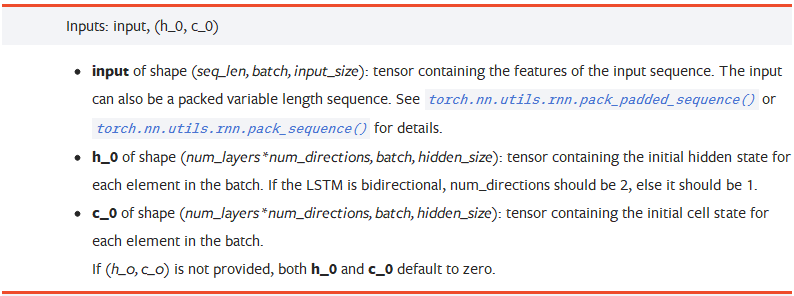 Inputs: input, (h_0, c_0)
• input of shape (seq_len, batch, input_size): tensor containing the features of the input sequence. The input
can also be a packed variable length sequence. See torch.nn.utils.rnn.pack_padded_sequence() or
torch.nn.utils.rnn.pack_sequence() for details.
• h_0 of shape (num_layers*num_directions, batch, hidden_size): tensor containing the initial hidden state for
each element in the batch. If the LSTM is bidirectional, num_directions should be 2, else it should be 1.
• c_0 of shape (num_layers*num_directions, batch, hidden_size): tensor containing the initial cell state for
each element in the batch.
If (h_0, c_0) is not provided, both h_0 and c_0 default to zero.